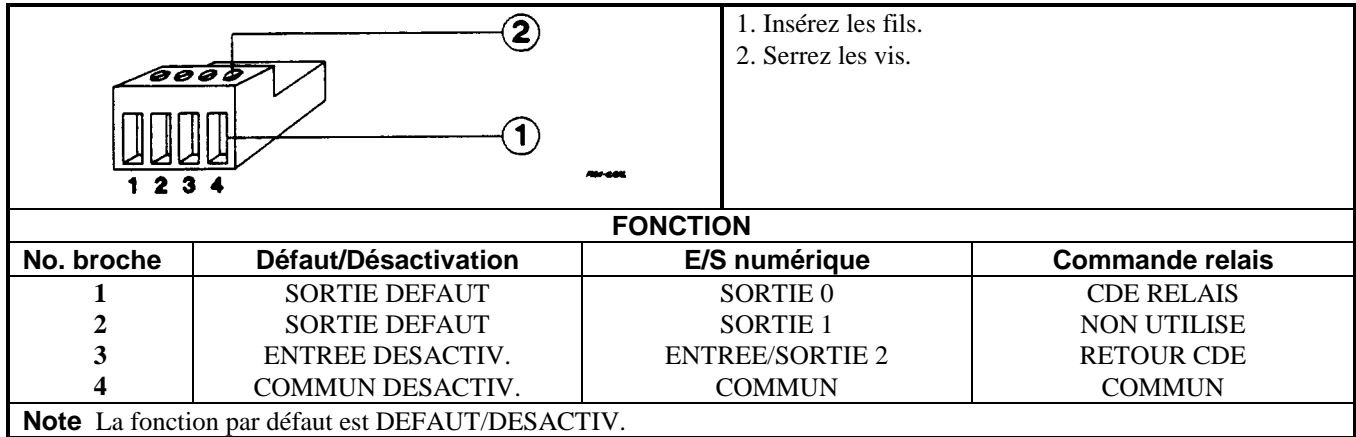 2
1
1 2 3 4
1. Insérez les fils.
2. Serrez les vis.
FONCTION
No. broche Défaut/Désactivation E/S numérique Commande relais
1 SORTIE DEFAUT SORTIE 0 CDE RELAIS
2 SORTIE DEFAUT SORTIE 1 NON UTILISE
3 ENTREE DESACTIV. ENTREE/SORTIE 2 RETOUR CDE
4 COMMUN DESACTIV. COMMUN COMMUN
Note La fonction par défaut est DEFAUT/DESACTIV.